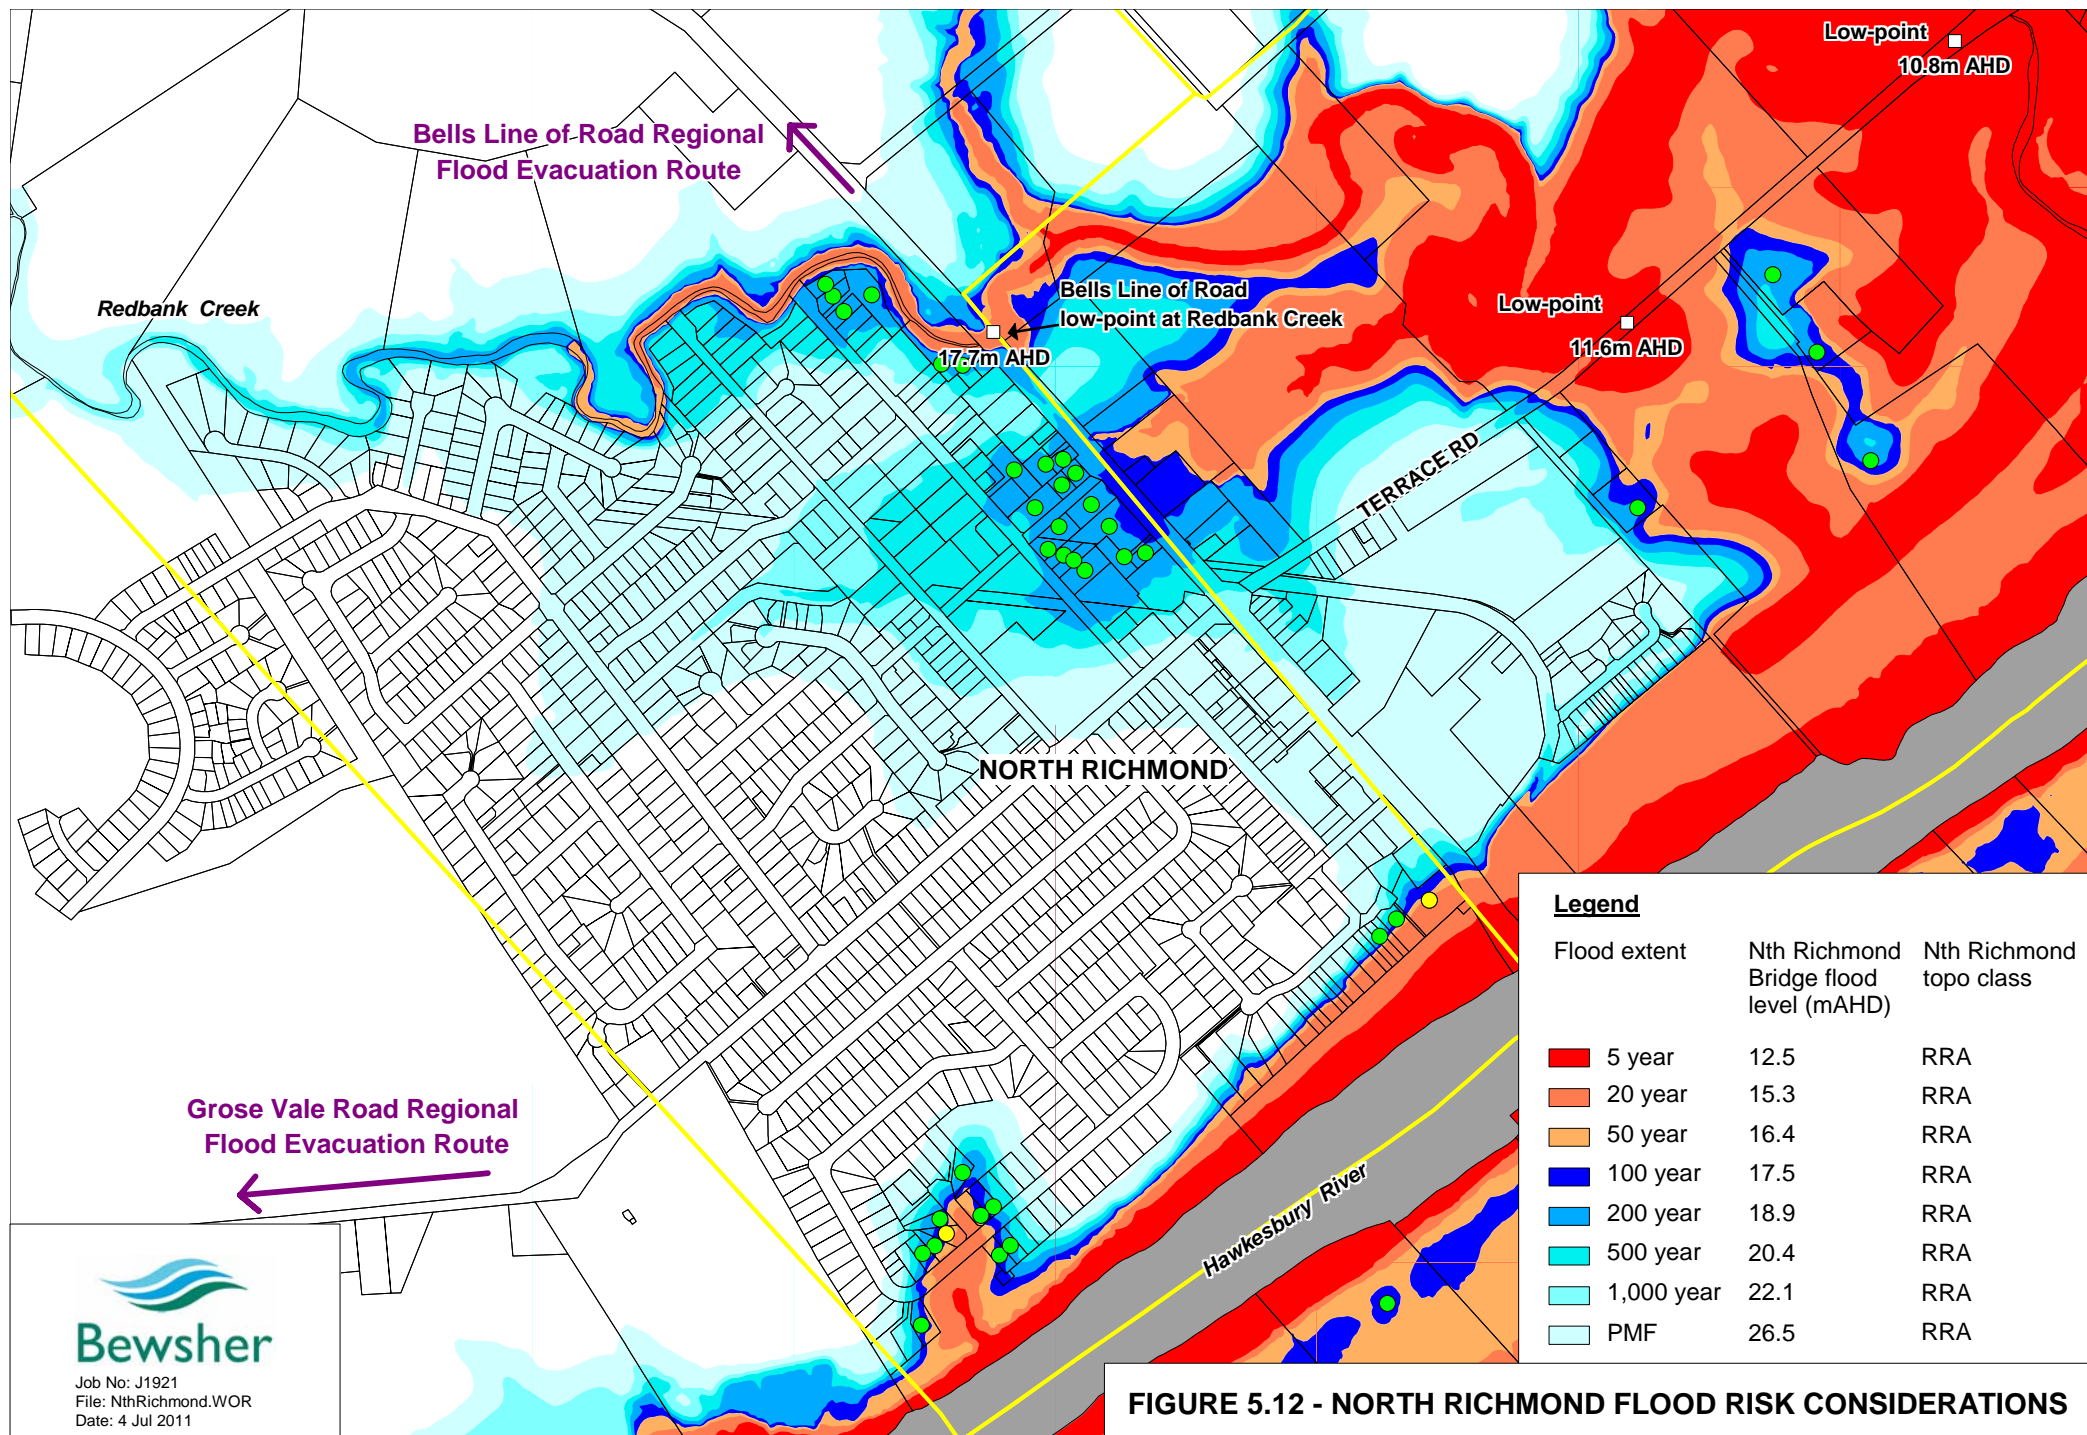 Low-point
10.8m AHD
Bells Line of Road Regional
Flood Evacuation Route
Redbank Creek
Bells Line of Road
low-point at Redbank Creek
17.7m AHD
Low-point
11.6m AHD
TERRACE RD
NORTH RICHMOND
Grose Vale Road Regional
Flood Evacuation Route
Hawkesbury River
Legend
Flood extent
Nth Richmond
Bridge flood
level (mAHD)
Nth Richmond
topo class
5 year 12.5 RRA
20 year 15.3 RRA
50 year 16.4 RRA
100 year 17.5 RRA
200 year 18.9 RRA
500 year 20.4 RRA
1,000 year 22.1 RRA
PMF 26.5 RRA
Bewsher
Job No: J1921
File: NthRichmond.WOR
Date: 4 Jul 2011
FIGURE 5.12 - NORTH RICHMOND FLOOD RISK CONSIDERATIONS